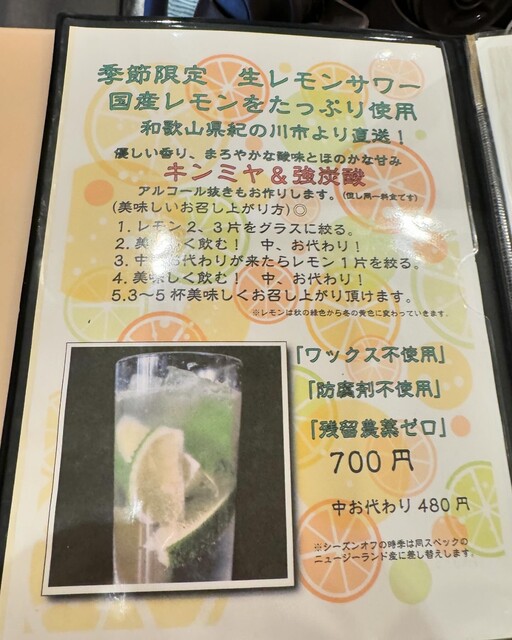 季節限定　生レモンサワー
国産レモンをたっぷり使用
和歌山県紀の川市より直送！
優しい香り、まろやかな酸味とほのかな甘み
キンミヤ＆強炭酸
アルコール抜きもお作りします。(但し同一料金です)
(美味しいお召し上がり方)◎
1. レモン2、3片をグラスに絞る。
2. 美味しく飲む！　中、お代わり！
3. 中お代わりが来たらレモン1片を絞る。
4. 美味しく飲む！　中、お代わり！
5.3～5杯美味しくお召し上がり頂けます。
※レモンは秋の緑色から冬の黄色に変わっていきます。
「ワックス不使用」
「防腐剤不使用」
「残留農薬ゼロ」
700円
中お代わり 480円
※シーズンオフの時季は同スペックの
ニュージーランド産に差し替えします。